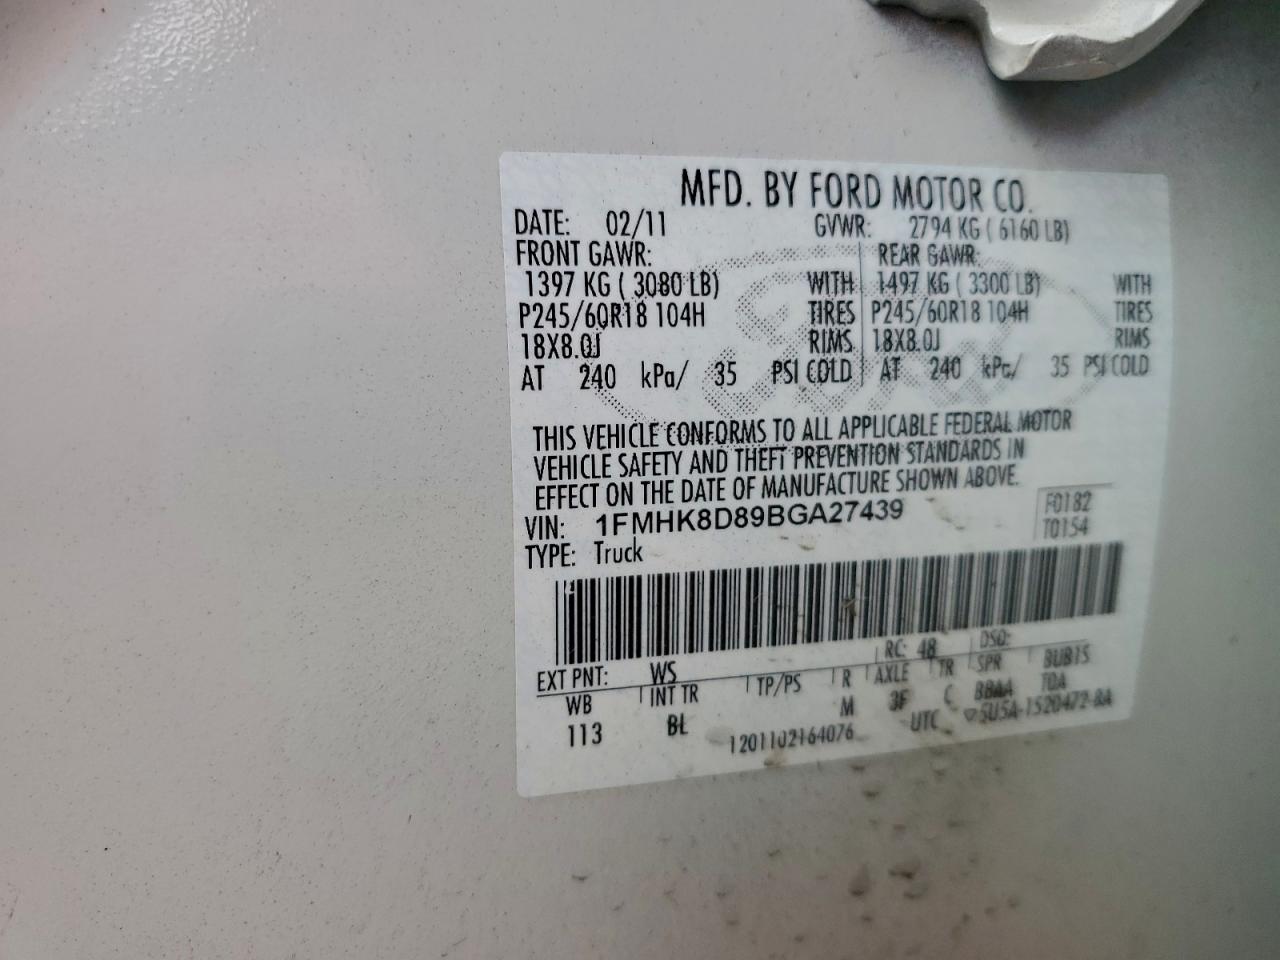 MFD. BY FORD MOTOR CO.
DATE: 02/11 GVWR: 2794 KG ( 6160 LB)
FRONT GAWR: REAR GAWR:
1397 KG ( 3080 LB) WITH 1497 KG ( 3300 LB) WITH
P245/60R18 104H TIRES P245/60R18 104H TIRES
18X8.0J RIMS 18X8.0J RIMS
AT 240 kPa/ 35 PSI COLD AT 240 kPa/ 35 PSI COLD
THIS VEHICLE CONFORMS TO ALL APPLICABLE FEDERAL MOTOR
VEHICLE SAFETY AND THEFT PREVENTION STANDARDS IN
EFFECT ON THE DATE OF MANUFACTURE SHOWN ABOVE.
VIN: 1FMHK8D89BGA27439 F0182
TYPE: Truck T0154
EXT PNT: WS RC: 48 DSO:
WB INT TR TP/PS R AXLE TR SPR BUB15
113 BL M 3F C BBAA TOA
1201102164076 UTC ▽5U5A-1520472-BA